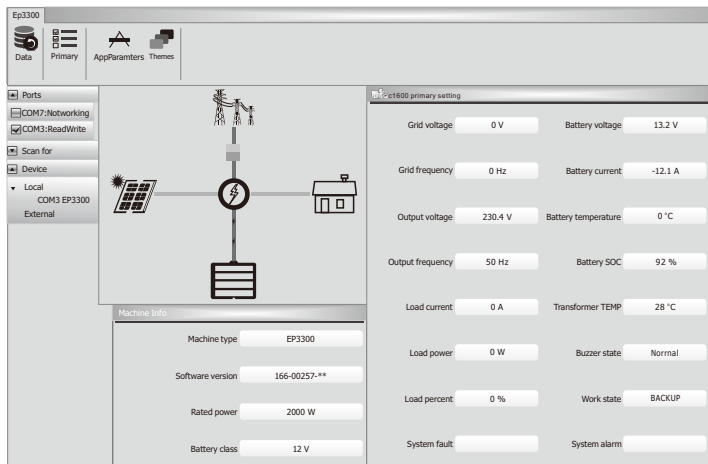 Ep3300
Data
Primary
AppParamters
Themes
Ports
COM7:Notworking
COM3:ReadWrite
Scan for
Device
Local
COM3 EP3300
External
Machine Info
Machine type EP3300
Software version 166-00257-**
Rated power 2000 W
Battery class 12 V
c1600 primary setting
Grid voltage 0 V Battery voltage 13.2 V
Grid frequency 0 Hz Battery current -12.1 A
Output voltage 230.4 V Battery temperature 0 °C
Output frequency 50 Hz Battery SOC 92 %
Load current 0 A Transformer TEMP 28 °C
Load power 0 W Buzzer state Norrnal
Load percent 0 % Work state BACKUP
System fault System alarm